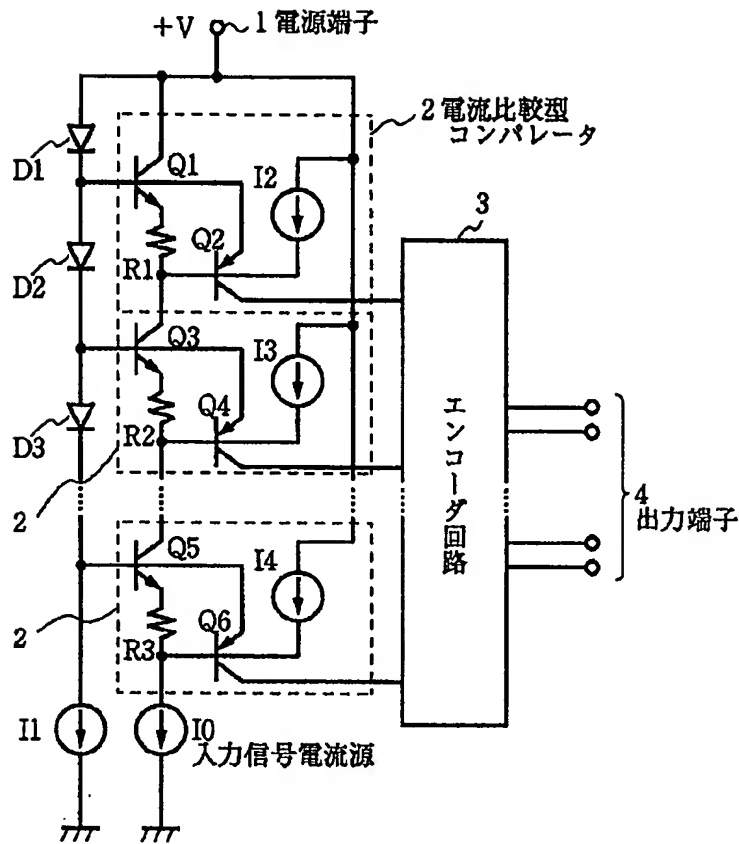 +V
1 電源端子
2 電流比較型
コンパレータ
D1
Q1
I2
3
Q2
D2
R1
Q3
I3
エンコーダ回路
Q4
D3
R2
2
4
出力端子
Q5
I4
2
Q6
R3
I1
I0
入力信号電流源